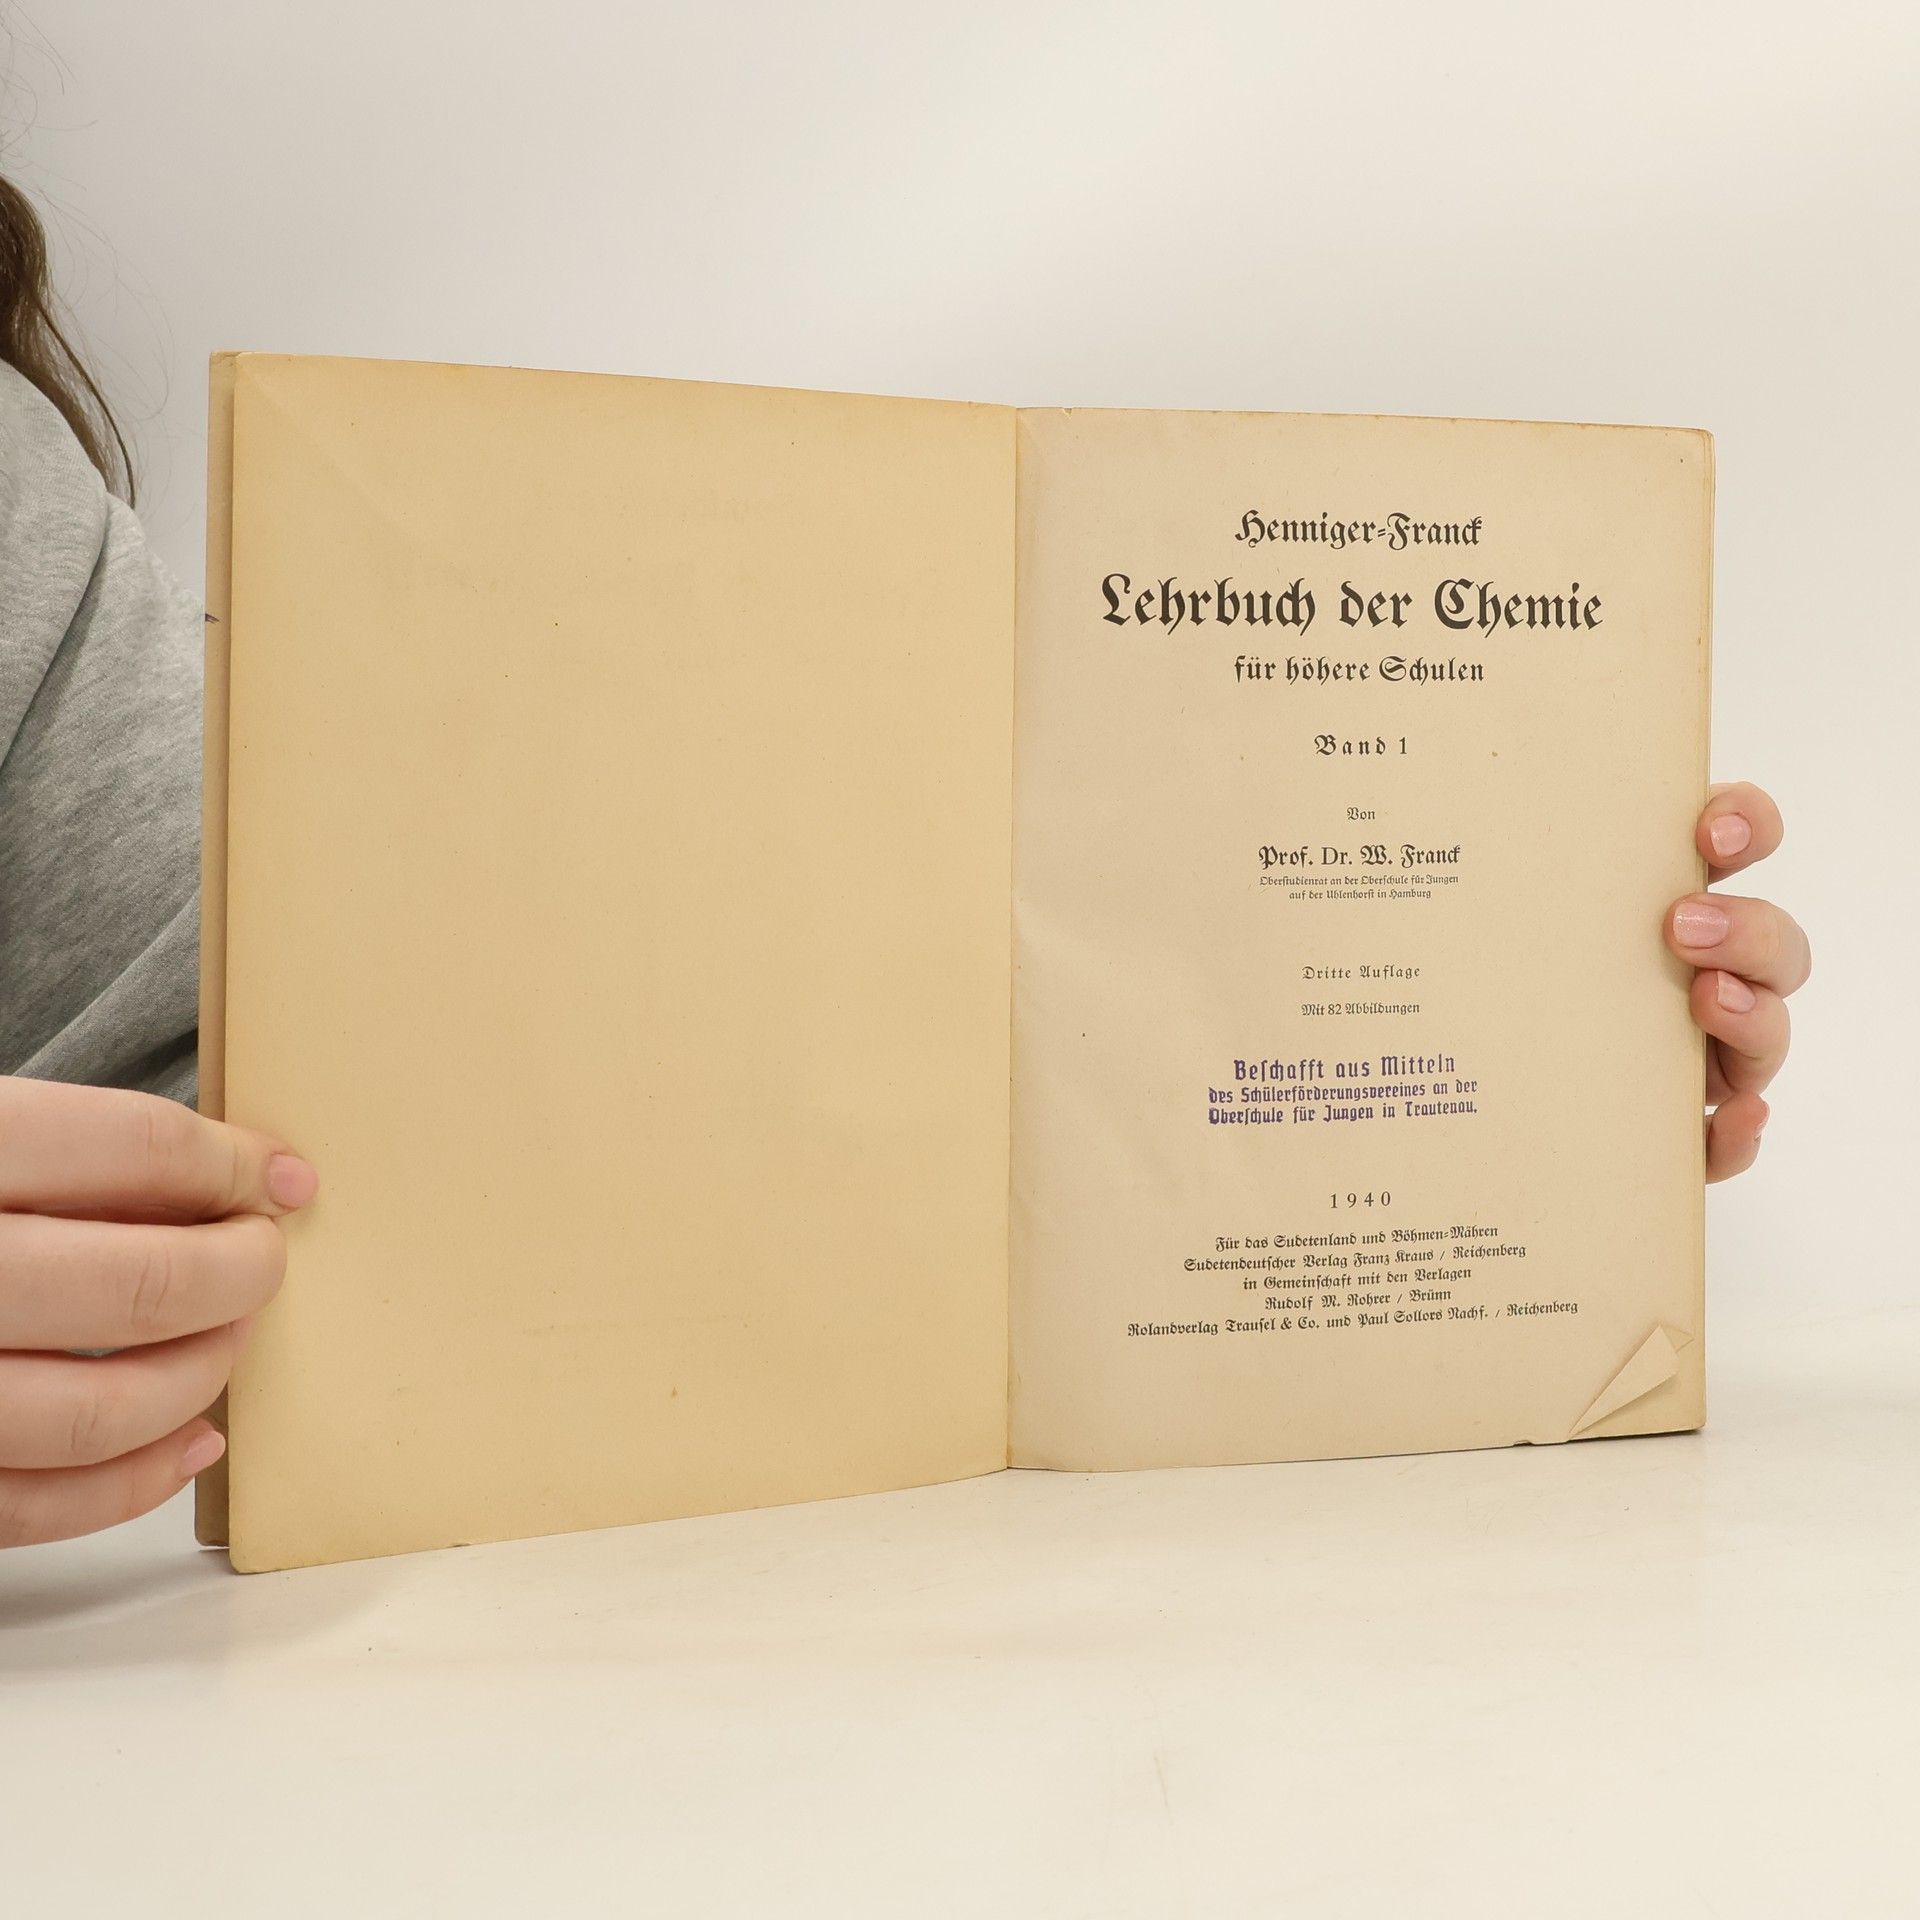 Henniger-Franck
Lehrbuch der Chemie
für höhere Schulen
Band 1
Von
Prof. Dr. W. Franck
Oberſtudienrat an der Oberſchule für Jungen
auf der Uhlenhorſt in Hamburg
Dritte Auflage
Mit 82 Abbildungen
Beſchafft aus Mitteln
des Schülerförderungsvereines an der
Oberſchule für Jungen in Trautenau.
1940
Für das Sudetenland und Böhmen-Mähren
Sudetendeutſcher Verlag Franz Kraus / Reichenberg
in Gemeinſchaft mit den Verlagen
Rudolf M. Rohrer / Brünn
Rolandverlag Trauſel & Co. und Paul Sollors Nachf. / Reichenberg